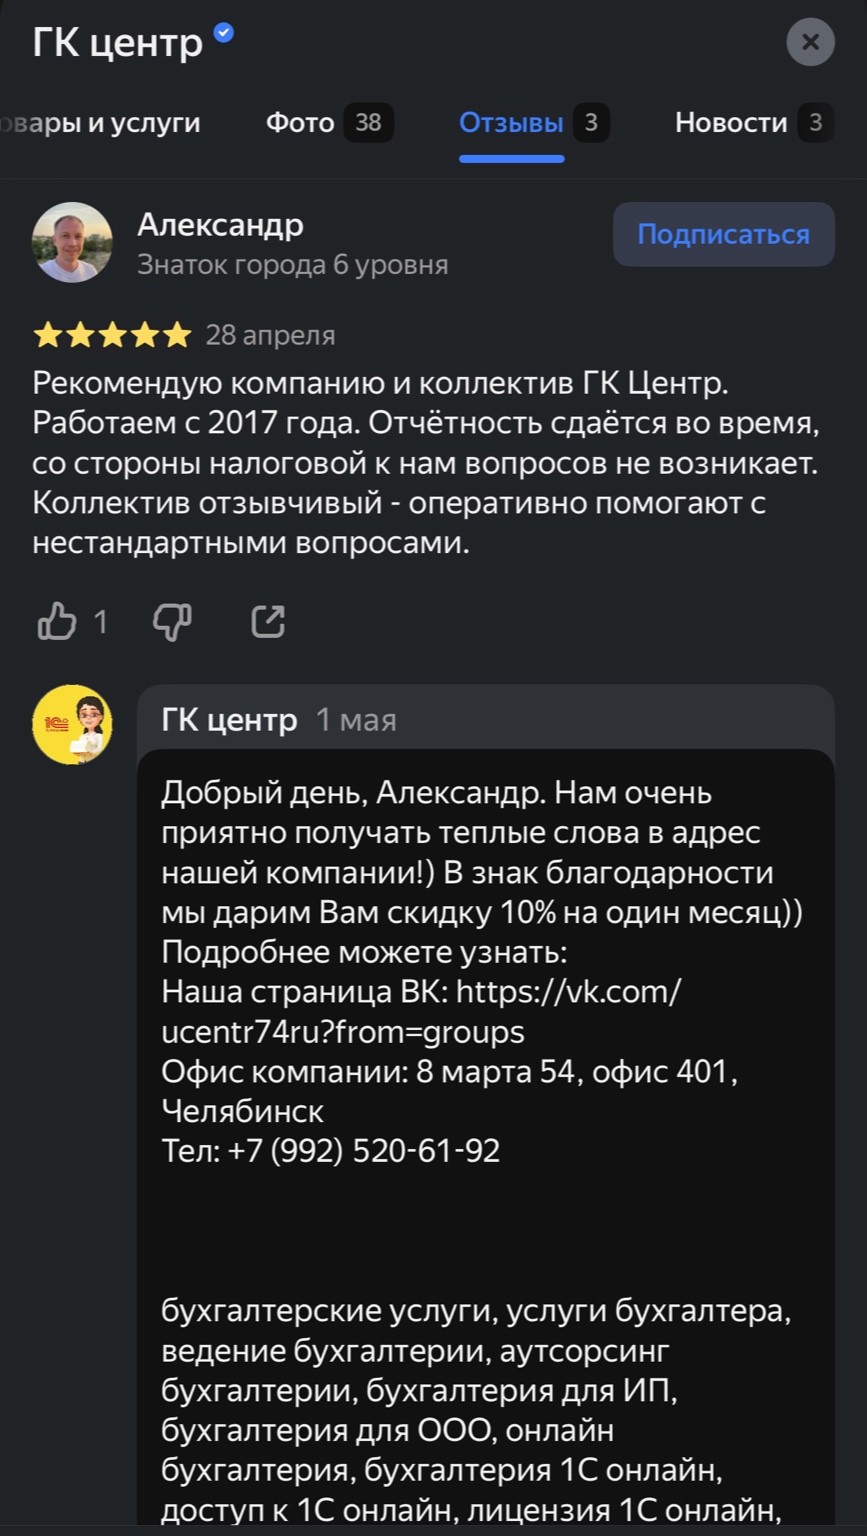 ГК центр
овары и услуги
Фото 38
Отзывы 3
Новости 3
Александр
Знаток города 6 уровня
Подписаться
28 апреля
Рекомендую компанию и коллектив ГК Центр.
Работаем с 2017 года. Отчётность сдаётся во время,
со стороны налоговой к нам вопросов не возникает.
Коллектив отзывчивый - оперативно помогают с
нестандартными вопросами.
1
1С
ГК центр 1 мая
Добрый день, Александр. Нам очень
приятно получать теплые слова в адрес
нашей компании!) В знак благодарности
мы дарим Вам скидку 10% на один месяц))
Подробнее можете узнать:
Наша страница ВК: https://vk.com/
ucentr74ru?from=groups
Офис компании: 8 марта 54, офис 401,
Челябинск
Тел: +7 (992) 520-61-92
бухгалтерские услуги, услуги бухгалтера,
ведение бухгалтерии, аутсорсинг
бухгалтерии, бухгалтерия для ИП,
бухгалтерия для ООО, онлайн
бухгалтерия, бухгалтерия 1С онлайн,
доступ к 1С онлайн, лицензия 1С онлайн,